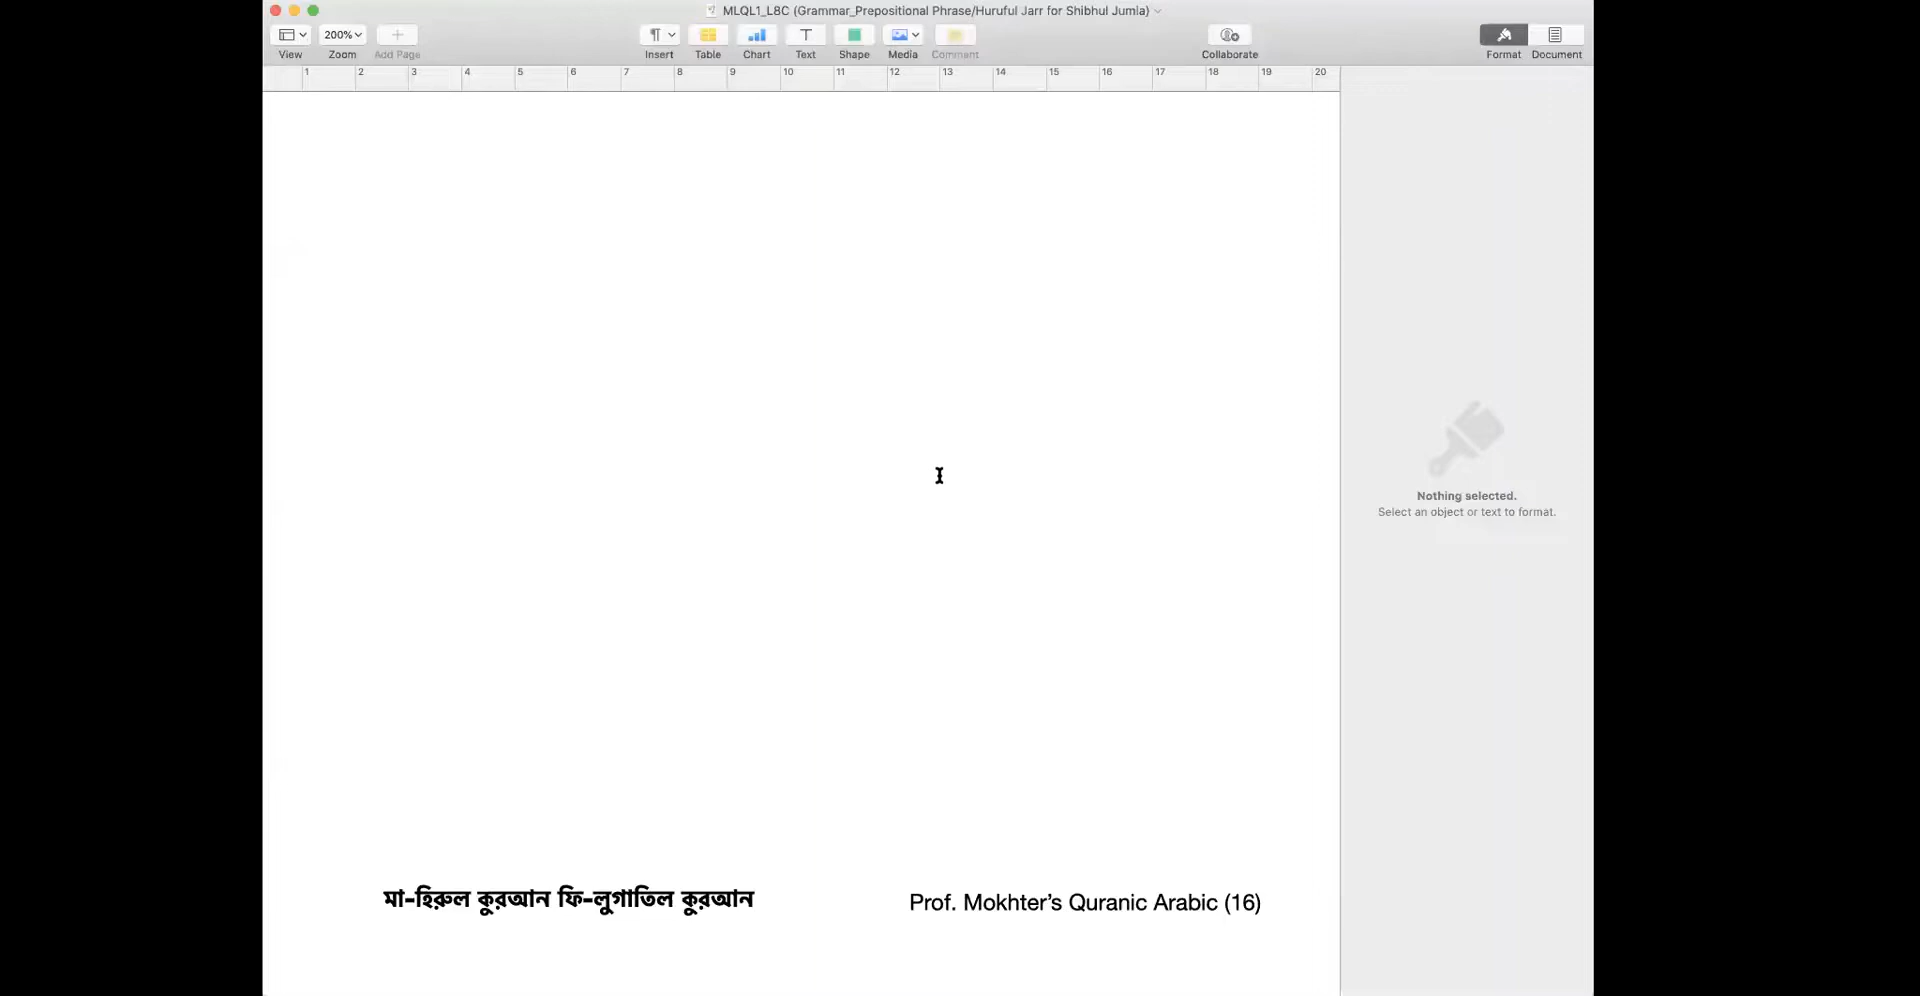 MLQL1_L8C (Grammar_Prepositional Phrase/Huruful Jarr for Shibhul Jumla)
200%
View Zoom Add Page Insert Table Chart Text Shape Media Comment Collaborate Format Document
1 2 3 4 5 6 7 8 9 10 11 12 13 14 15 16 17 18 19 20
Nothing selected.
Select an object or text to format.
মা-হিরুল কুরআন ফি-লুগাতিল কুরআন
Prof. Mokhter’s Quranic Arabic (16)